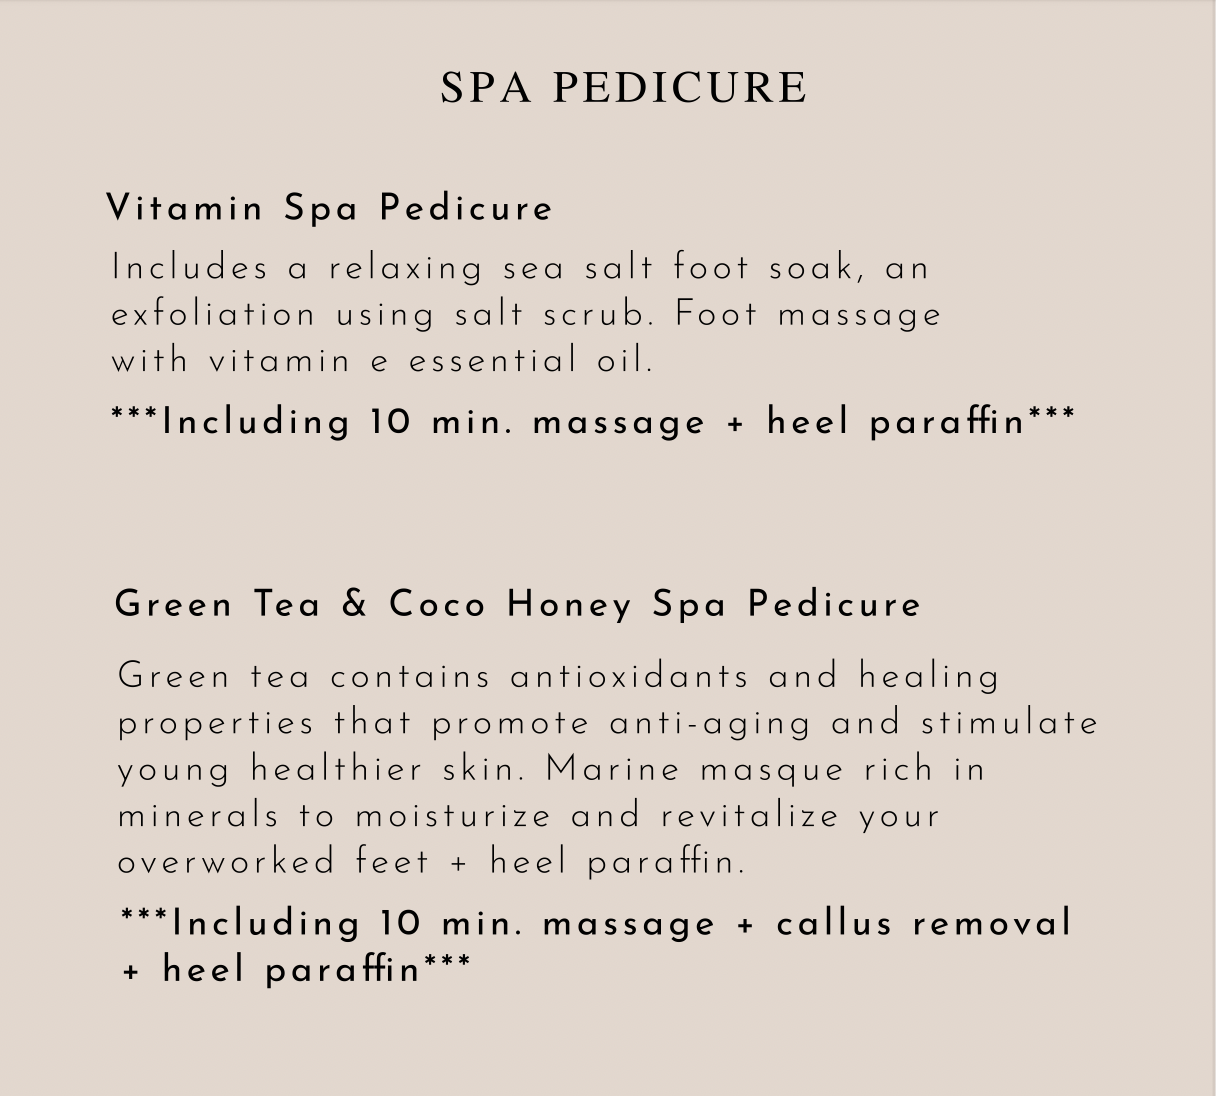 SPA PEDICURE
Vitamin Spa Pedicure
Includes a relaxing sea salt foot soak, an
exfoliation using salt scrub. Foot massage
with vitamin e essential oil.
***Including 10 min. massage + heel paraffin***
Green Tea & Coco Honey Spa Pedicure
Green tea contains antioxidants and healing
properties that promote anti-aging and stimulate
young healthier skin. Marine masque rich in
minerals to moisturize and revitalize your
overworked feet + heel paraffin.
***Including 10 min. massage + callus removal
+ heel paraffin***